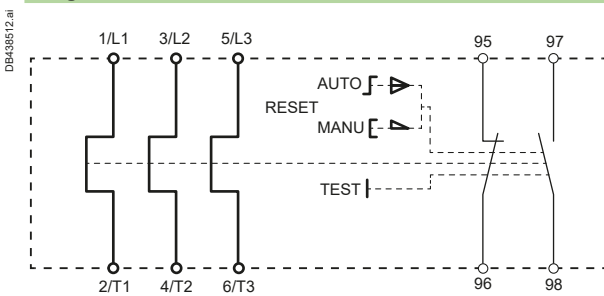 DB438512.ai
1/L1 3/L2 5/L3 95 97
AUTO
RESET
MANU
TEST
2/T1 4/T2 6/T3 96 98